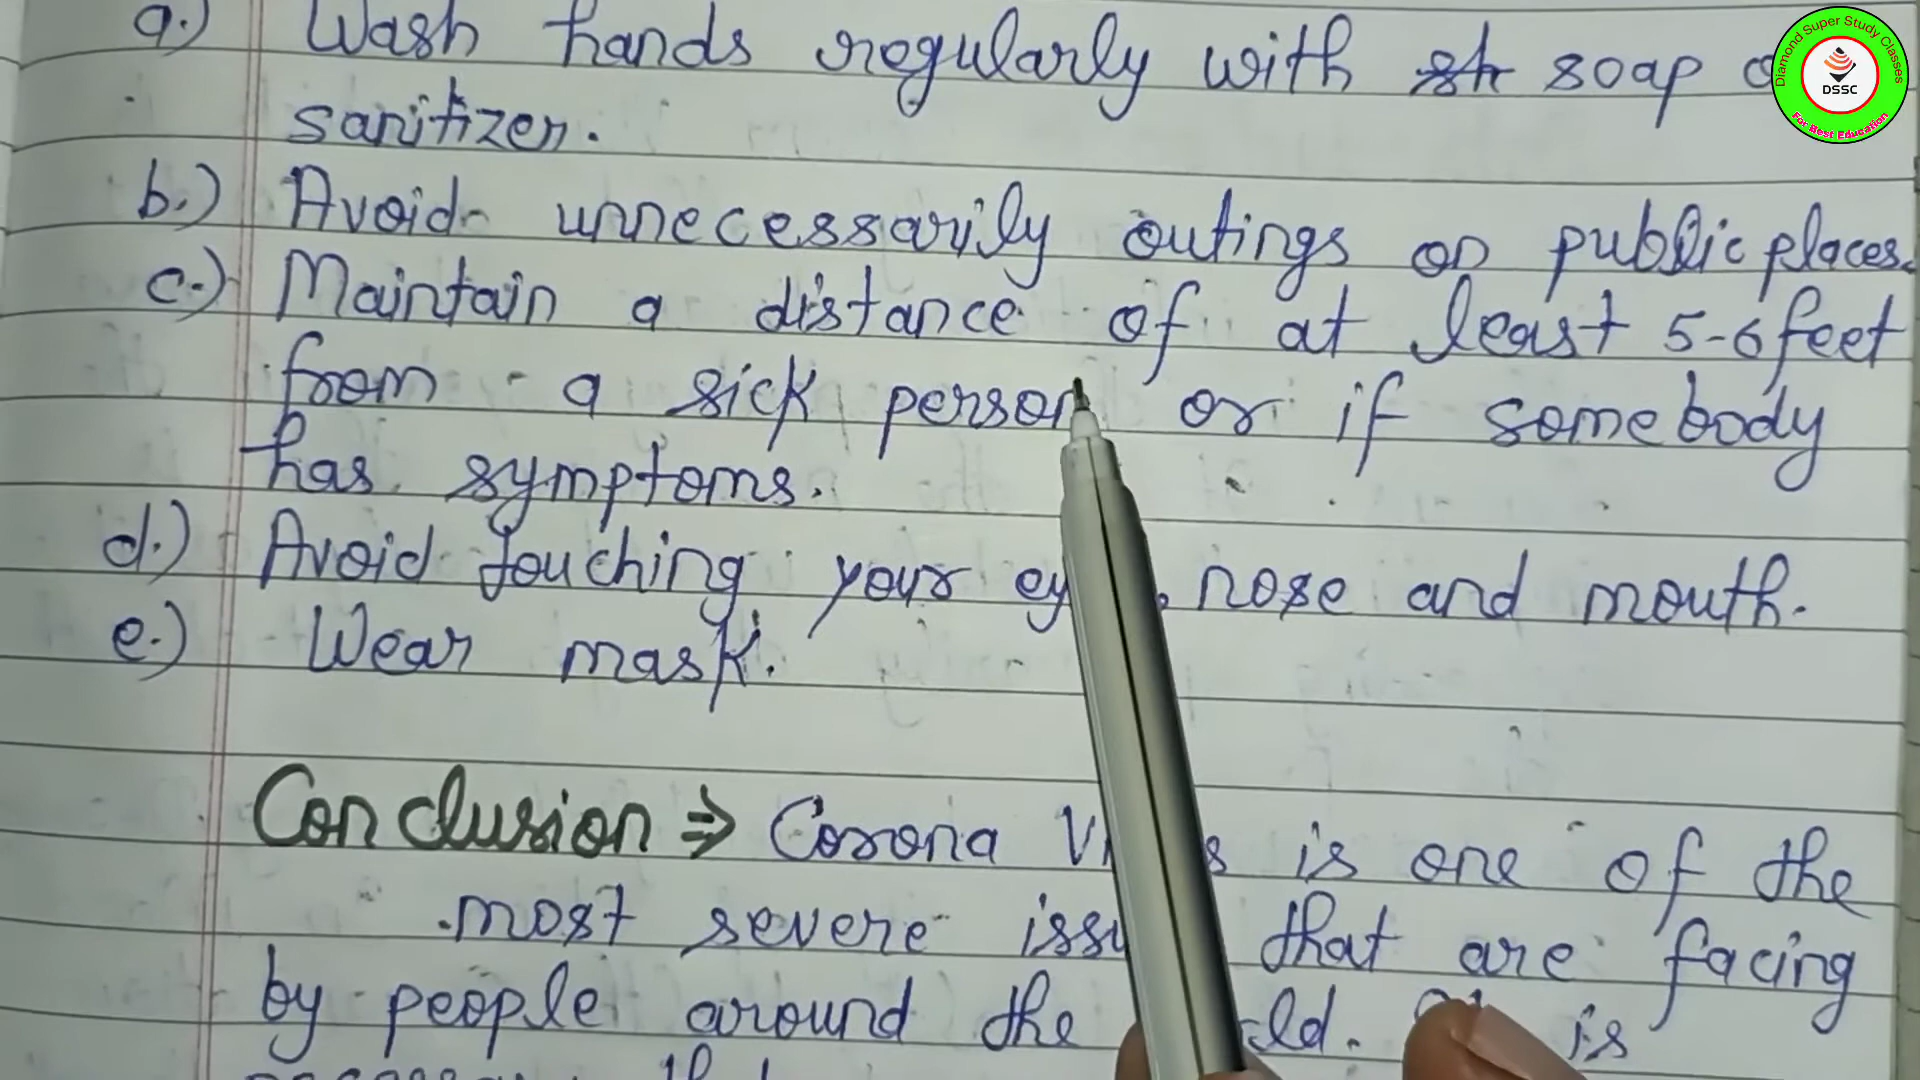 a.) Wash hands regularly with soap
sanitizer.
b.) Avoid unnecessarily outings or public places.
c.) Maintain a distance of at least 5-6 feet
from a sick person or if somebody
has symptoms.
d.) Avoid touching your nose and mouth.
e.) Wear mask.
Conclusion ⇒ Corona is one of the
most severe that are facing
by people around the is
Diamond Super Study Classes
DSSC
For Best Education